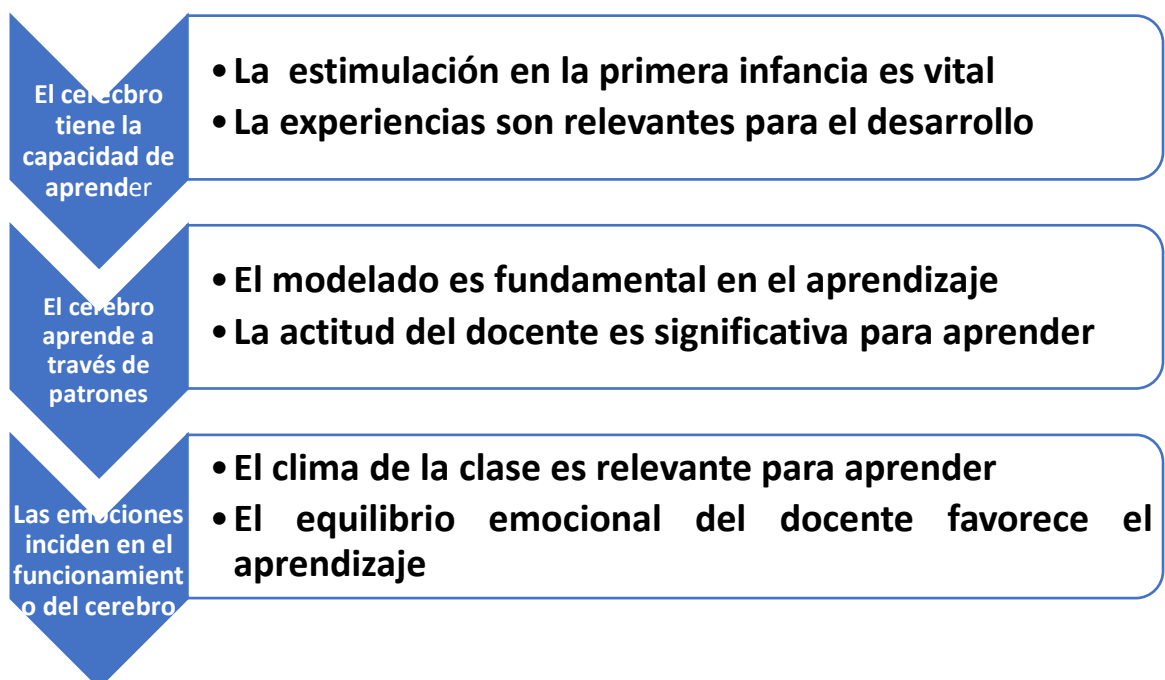 El cerecbro
tiene la
capacidad de
aprender
• La  estimulación en la primera infancia es vital
• La experiencias son relevantes para el desarrollo
El cerebro
aprende a
través de
patrones
• El modelado es fundamental en el aprendizaje
• La actitud del docente es significativa para aprender
Las emociones
inciden en el
funcionamient
o del cerebro
• El clima de la clase es relevante para aprender
• El equilibrio emocional del docente favorece el
aprendizaje